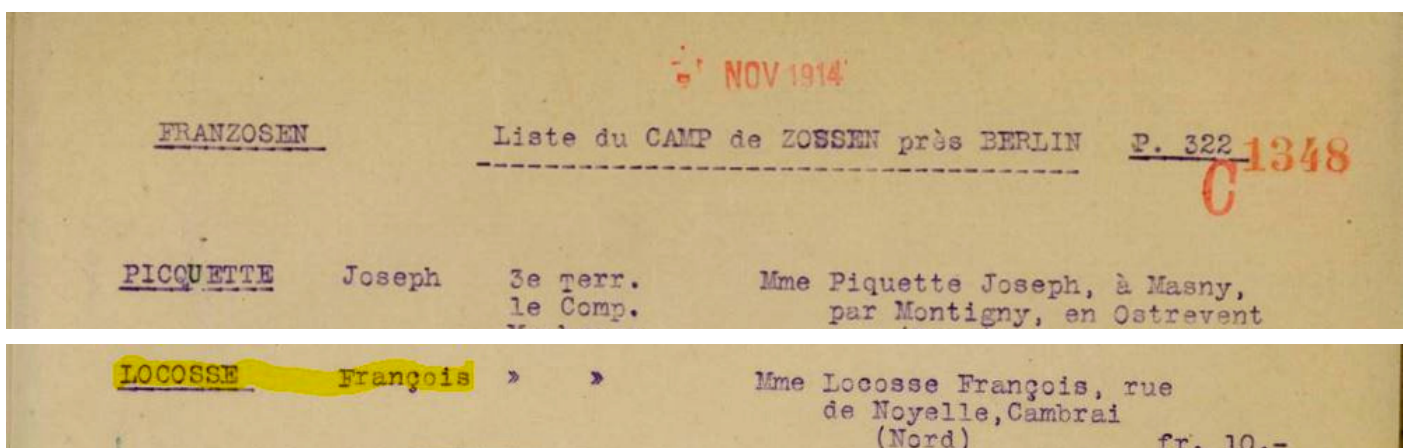 NOV 1914
FRANZOSEN Liste du CAMP de ZOSSEN près BERLIN P. 322 1348
C
PICQUETTE Joseph 3e Terr. Mme Piquette Joseph, à Masny,
1e Comp. par Montigny, en Ostrevent
LOCOSSE François » » Mme Locosse François, rue
de Noyelle,Cambrai
(Nord) fr. 10.-